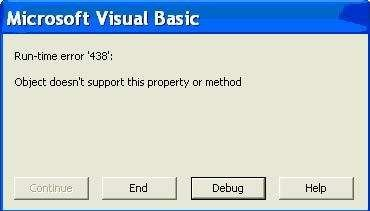 Microsoft Visual Basic
Run-time error '438':
Object doesn't support this property or method
Continue End Debug Help